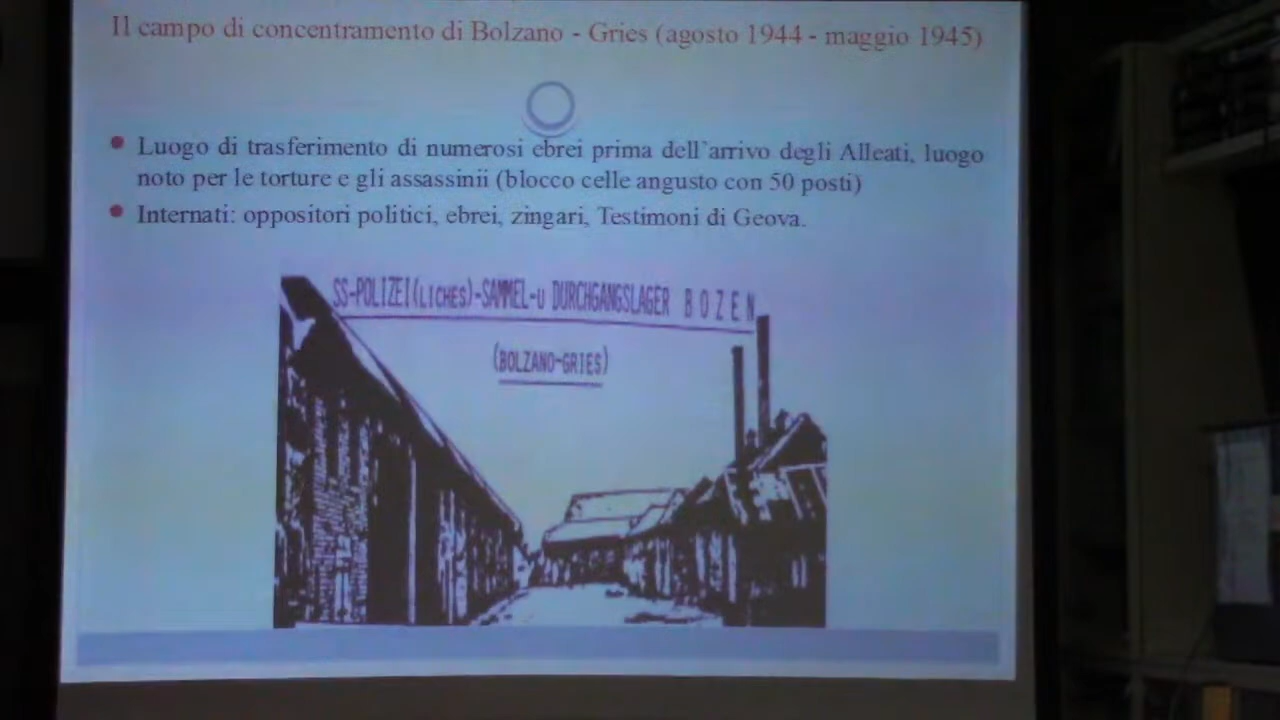 Il campo di concentramento di Bolzano - Gries (agosto 1944 - maggio 1945)
Luogo di trasferimento di numerosi ebrei prima dell'arrivo degli Alleati, luogo
noto per le torture e gli assassinii (blocco celle angusto con 50 posti)
Internati: oppositori politici, ebrei, zingari, Testimoni di Geova.
SS-POLIZEI(LICHES)-SAMMEL-u DURCHGANGSLAGER BOZEN
(BOLZANO-GRIES)